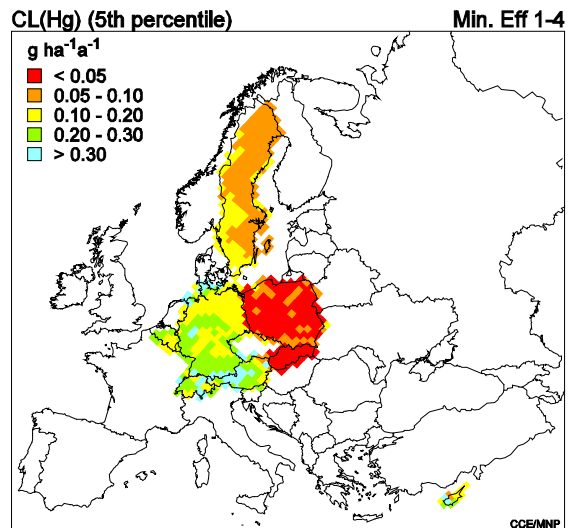 CL(Hg) (5th percentile) Min. Eff 1-4
g ha⁻¹a⁻¹
< 0.05
0.05 - 0.10
0.10 - 0.20
0.20 - 0.30
> 0.30
CCE/MNP